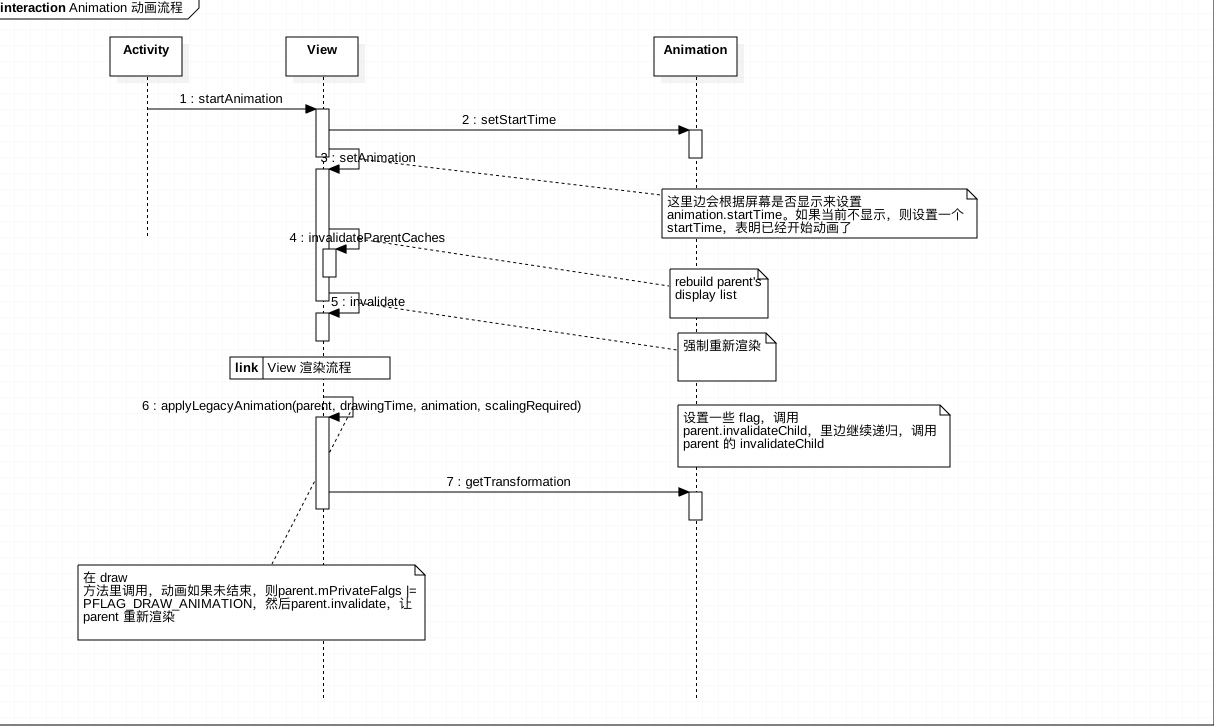 interaction Animation 动画流程
Activity
View
Animation
1 : startAnimation
2 : setStartTime
3 : setAnimation
这里边会根据屏幕是否显示来设置
animation.startTime。如果当前不显示，则设置一个
startTime，表明已经开始动画了
4 : invalidateParentCaches
rebuild parent's
display list
5 : invalidate
强制重新渲染
link View 渲染流程
6 : applyLegacyAnimation(parent, drawingTime, animation, scalingRequired)
设置一些 flag，调用
parent.invalidateChild，里边继续递归，调用
parent 的 invalidateChild
7 : getTransformation
在 draw
方法里调用，动画如果未结束，则parent.mPrivateFalgs |=
PFLAG_DRAW_ANIMATION，然后parent.invalidate，让
parent 重新渲染